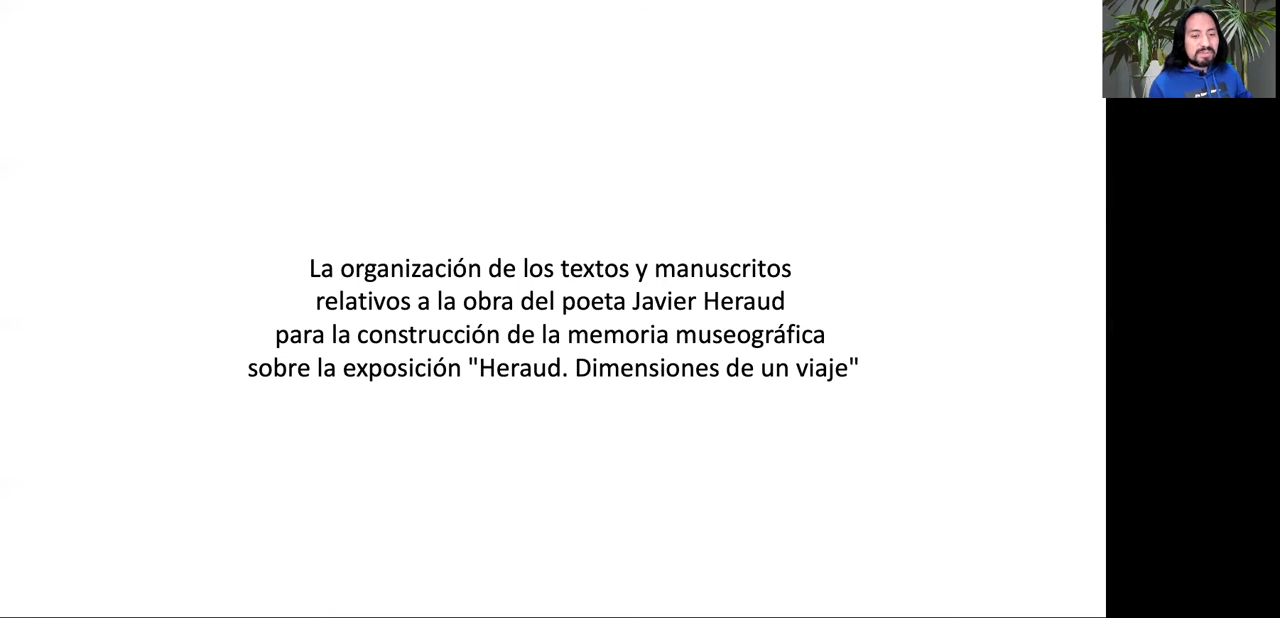 La organización de los textos y manuscritos
relativos a la obra del poeta Javier Heraud
para la construcción de la memoria museográfica
sobre la exposición "Heraud. Dimensiones de un viaje"